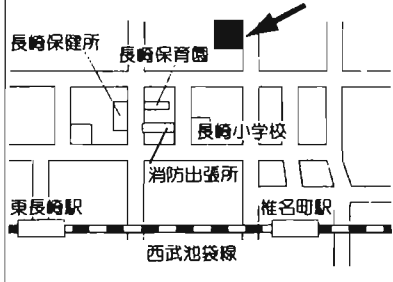 長崎保健所
長崎保育園
長崎小学校
消防出張所
東長崎駅
椎名町駅
西武池袋線